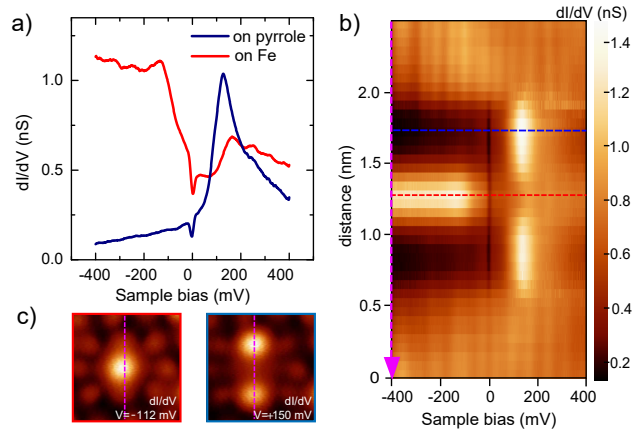 a)
on pyrrole
on Fe
1.0
0.5
0.0
dI/dV (nS)
-400 -200 0 200 400
Sample bias (mV)
b)
dI/dV (nS)
2.0
1.5
1.0
0.5
0
distance (nm)
-400 -200 0 200 400
Sample bias (mV)
1.4
1.2
1.0
0.8
0.6
0.4
0.2
c)
dI/dV
V=-112 mV
dI/dV
V=+150 mV